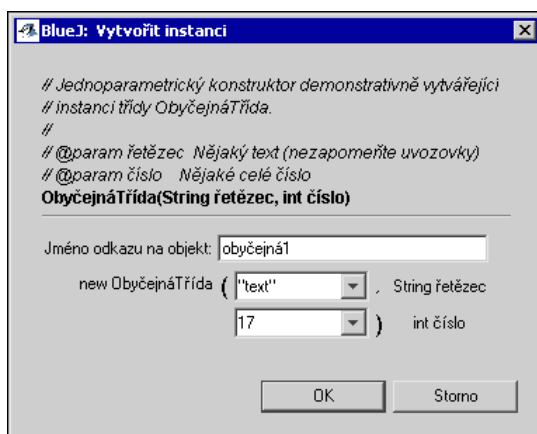 BlueJ: Vytvořit instanci
// Jednoparametrický konstruktor demonstrativně vytvářející
// instanci třídy ObyčejnáTřída.
//
// @param řetězec  Nějaký text (nezapomeňte uvozovky)
// @param číslo    Nějaké celé číslo
ObyčejnáTřída(String řetězec, int číslo)
Jméno odkazu na objekt: obyčejná1
new ObyčejnáTřída ( "text" , String řetězec
17 ) int číslo
OK Storno